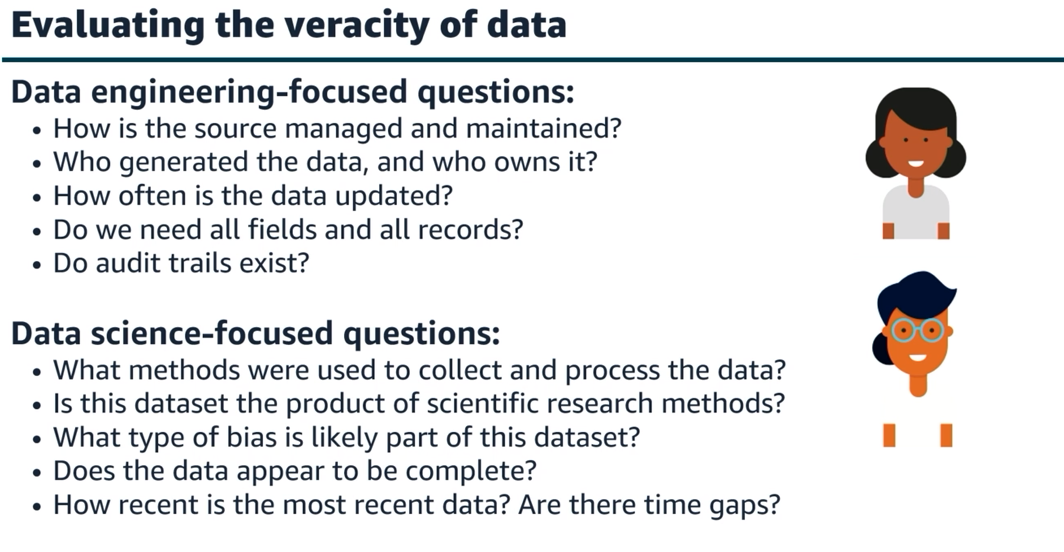 Evaluating the veracity of data
Data engineering-focused questions:
• How is the source managed and maintained?
• Who generated the data, and who owns it?
• How often is the data updated?
• Do we need all fields and all records?
• Do audit trails exist?
Data science-focused questions:
• What methods were used to collect and process the data?
• Is this dataset the product of scientific research methods?
• What type of bias is likely part of this dataset?
• Does the data appear to be complete?
• How recent is the most recent data? Are there time gaps?